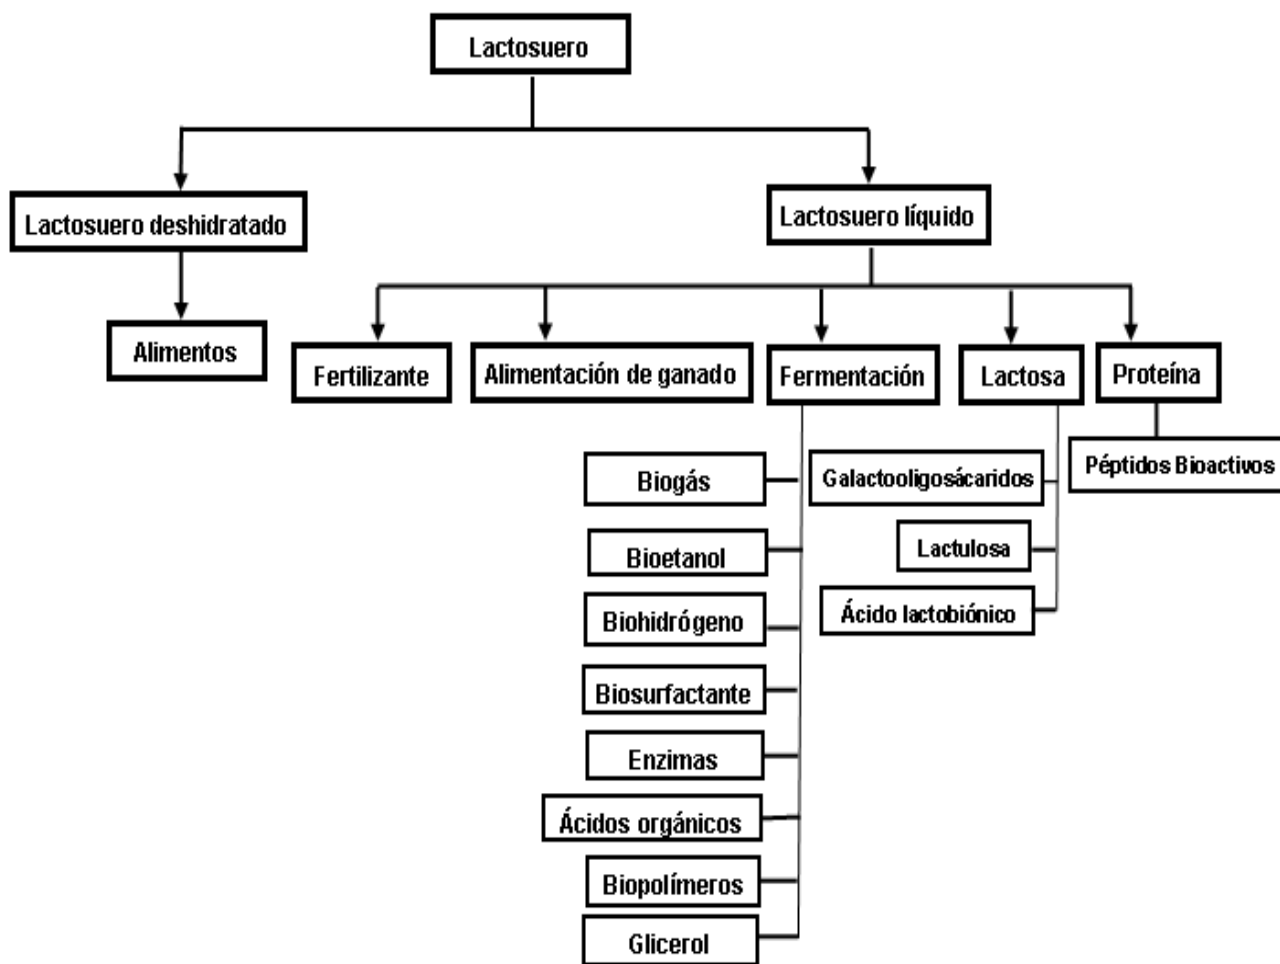 Lactosuero
Lactosuero deshidratado
Lactosuero líquido
Alimentos
Fertilizante
Alimentación de ganado
Fermentación
Lactosa
Proteína
Biogás
Bioetanol
Biohidrógeno
Biosurfactante
Enzimas
Ácidos orgánicos
Biopolímeros
Glicerol
Galactooligosácaridos
Lactulosa
Ácido lactobiónico
Péptidos Bioactivos